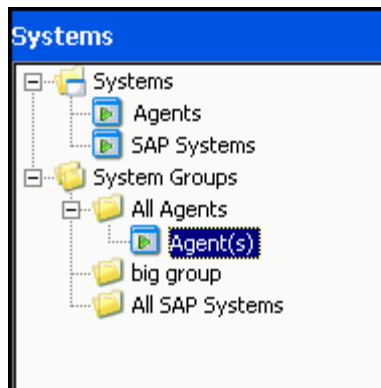 Systems
Systems
Agents
SAP Systems
System Groups
All Agents
Agent(s)
big group
All SAP Systems